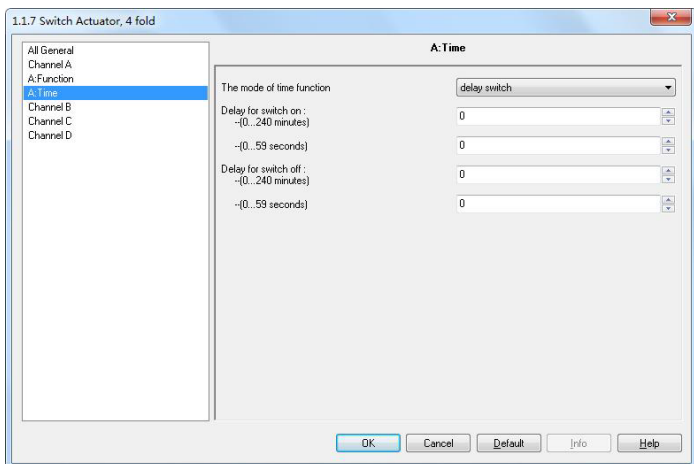 1.1.7 Switch Actuator, 4 fold
All General
Channel A
A:Function
A:Time
Channel B
Channel C
Channel D
A:Time
The mode of time function
delay switch
Delay for switch on :
--(0...240 minutes)
0
--(0...59 seconds)
0
Delay for switch off :
--(0...240 minutes)
0
--(0...59 seconds)
0
OK
Cancel
Default
Info
Help